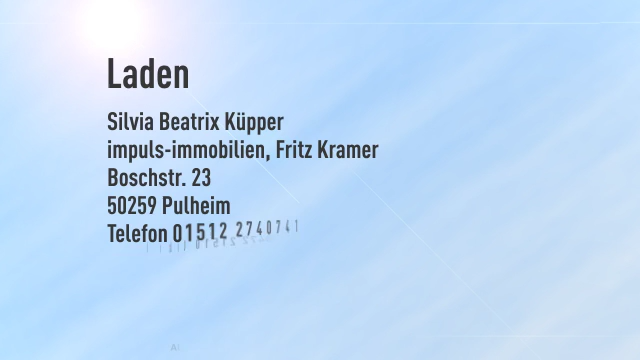 Laden
Silvia Beatrix Küpper
impuls-immobilien, Fritz Kramer
Boschstr. 23
50259 Pulheim
Telefon 01512 2740741